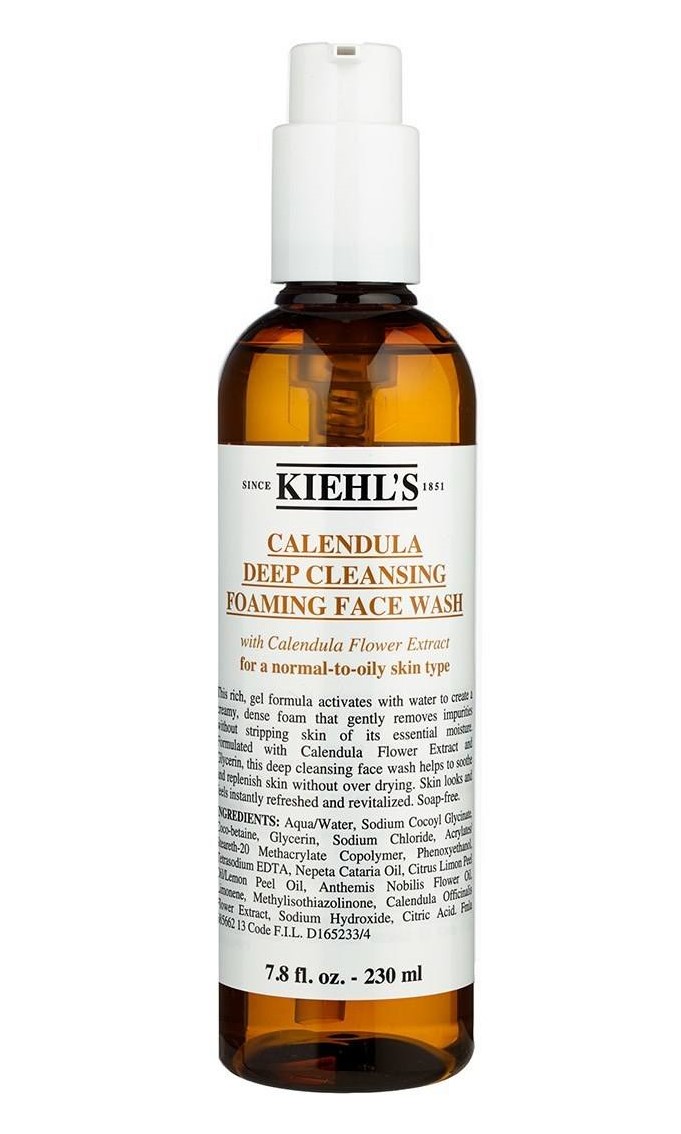 SINCE KIEHL'S 1851
CALENDULA
DEEP CLEANSING
FOAMING FACE WASH
with Calendula Flower Extract
for a normal-to-oily skin type
This rich, gel formula activates with water to create a
creamy, dense foam that gently removes impurities
without stripping skin of its essential moisture.
Formulated with Calendula Flower Extract and
Glycerin, this deep cleansing face wash helps to soothe
and replenish skin without over drying. Skin looks and
feels instantly refreshed and revitalized. Soap-free.
INGREDIENTS: Aqua/Water, Sodium Cocoyl Glycinate,
Coco-betaine, Glycerin, Sodium Chloride, Acrylates/
Steareth-20 Methacrylate Copolymer, Phenoxyethanol,
Tetrasodium EDTA, Nepeta Cataria Oil, Citrus Limon Peel
Oil/Lemon Peel Oil, Anthemis Nobilis Flower Oil,
Limonene, Methylisothiazolinone, Calendula Officinalis
Flower Extract, Sodium Hydroxide, Citric Acid. Fmla
13 Code F.I.L. D165233/4
7.8 fl. oz. - 230 ml